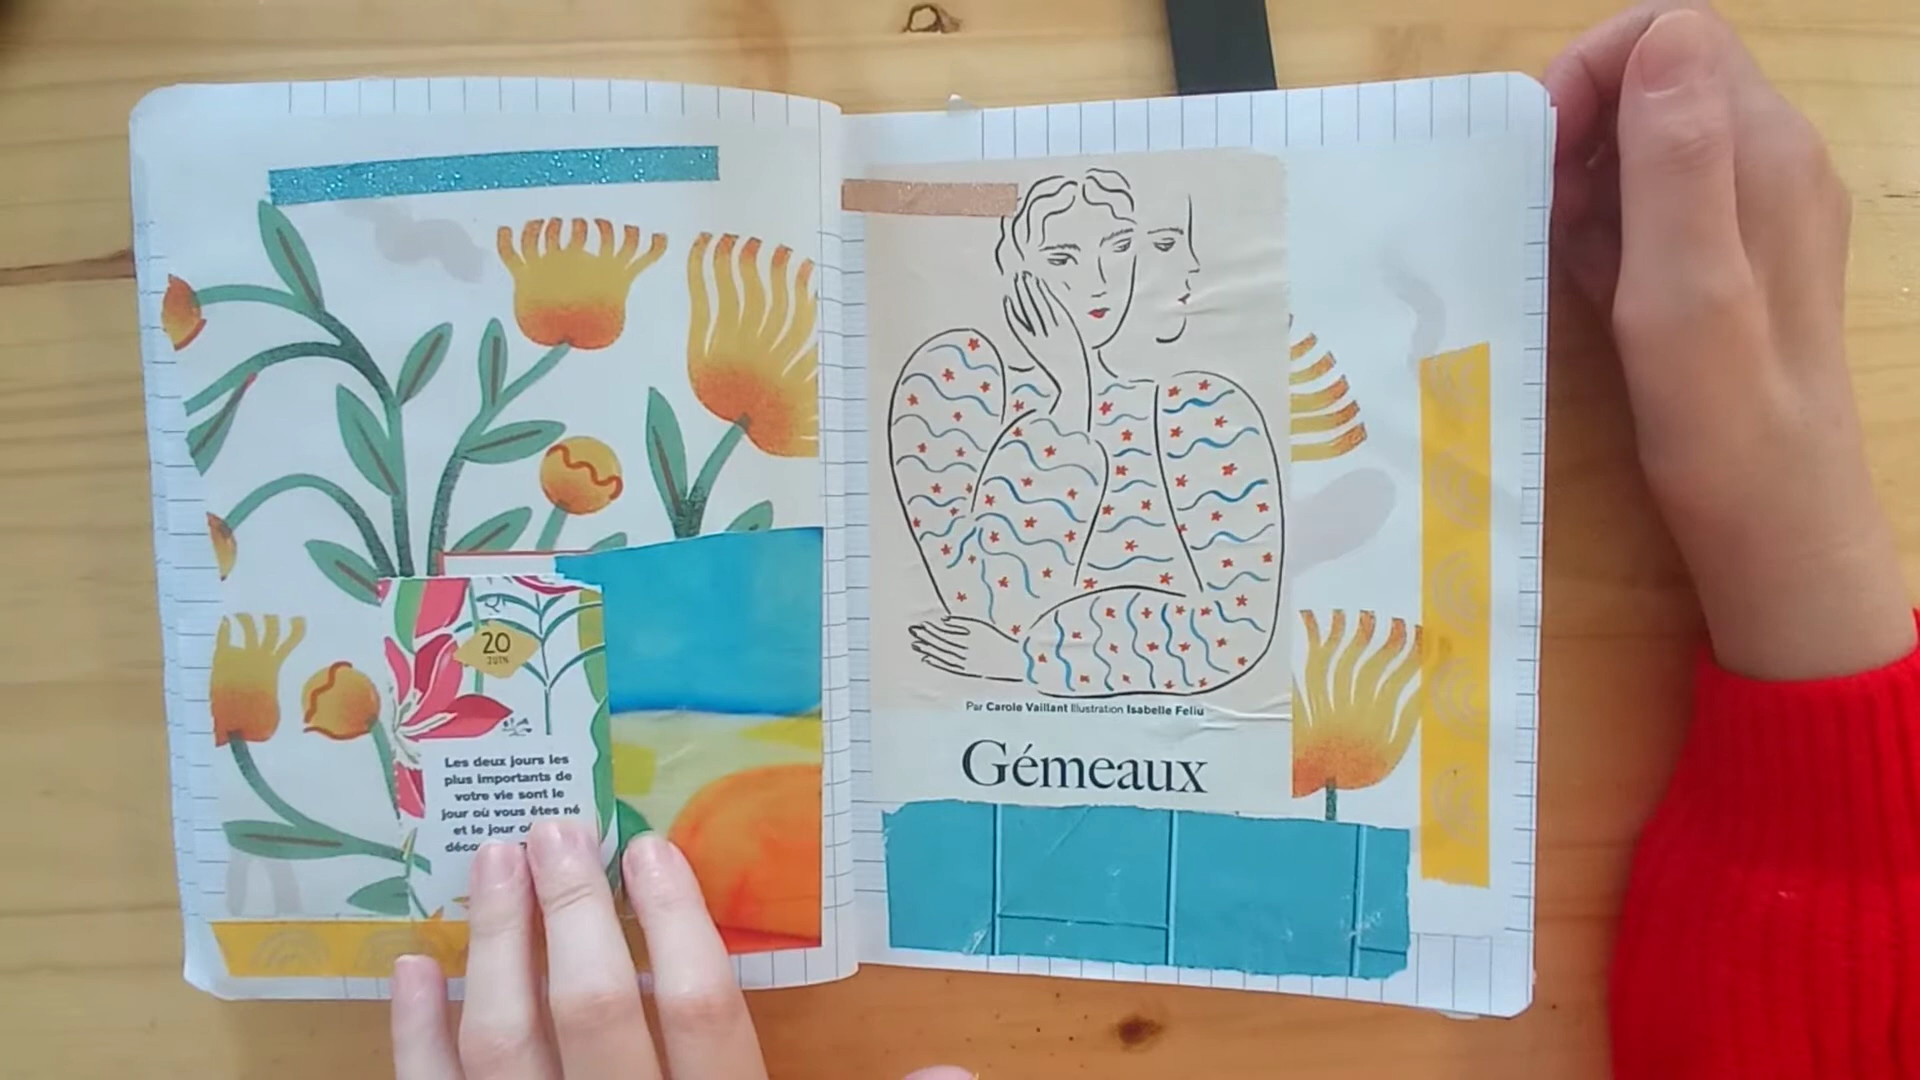 20
JUIN
Les deux jours les
plus importants de
votre vie sont le
jour où vous êtes né
et le jour
Par Carole Vaillant Illustration Isabelle Feliu
Gémeaux